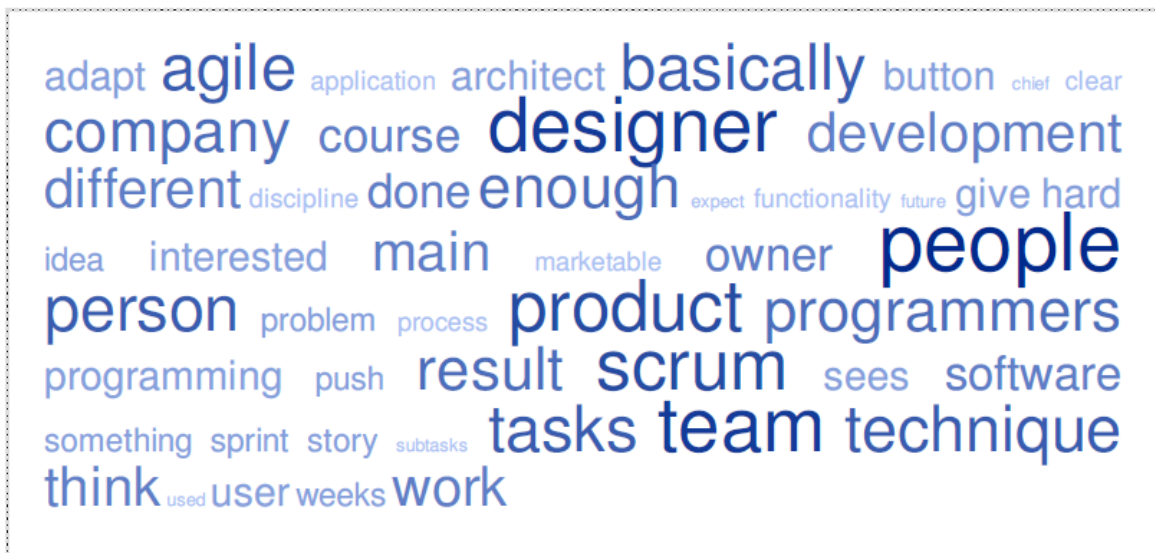 adapt agile application architect basically button chief clear
company course designer development
different discipline done enough expect functionality future give hard
idea interested main marketable owner people
person problem process product programmers
programming push result scrum sees software
something sprint story subtasks tasks team technique
think used user weeks work